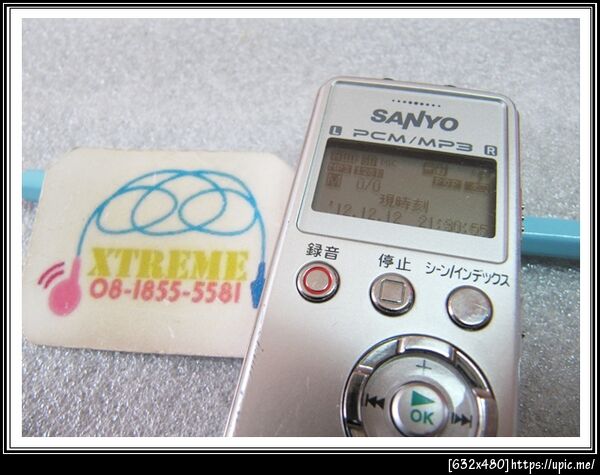 SANYO
L PCM/MP3 R
0/0
現時刻
'12.12.12 21:30:55
録音
停止
シーン/インデックス
+
OK
XTREME
08-1855-5581
[632x480]https://upic.me/